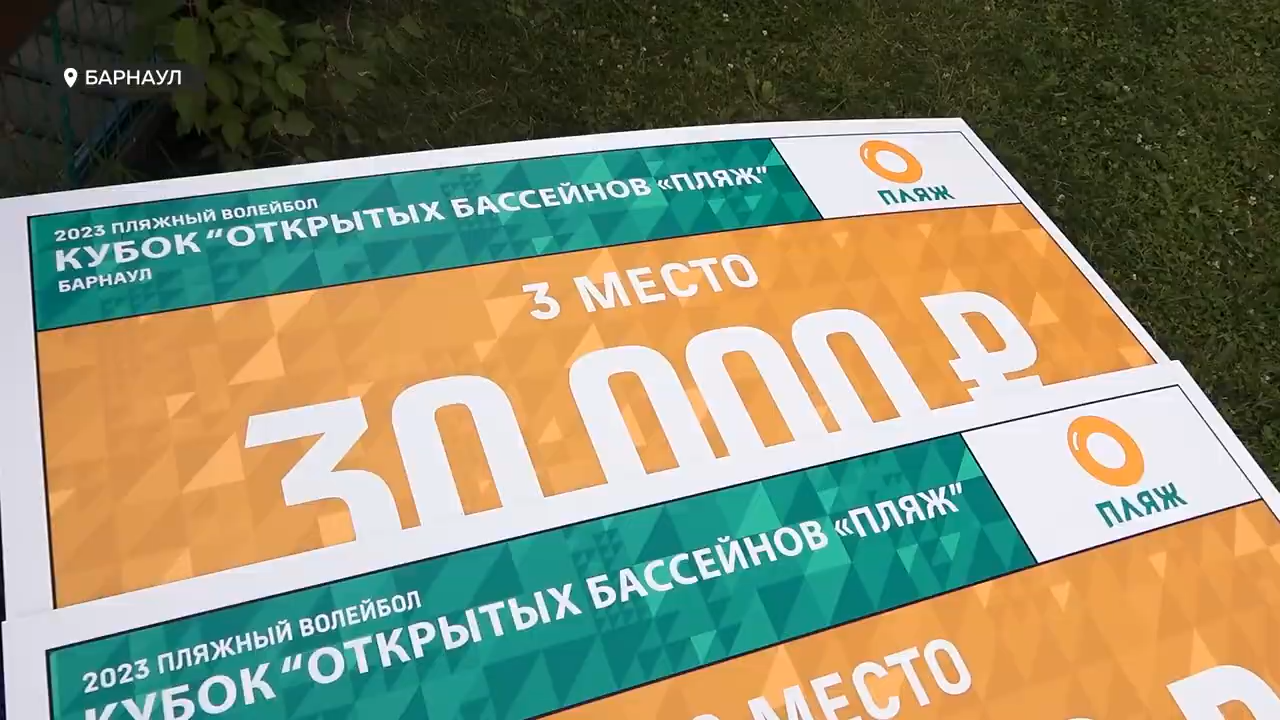 БАРНАУЛ
2023 ПЛЯЖНЫЙ ВОЛЕЙБОЛ
КУБОК “ОТКРЫТЫХ БАССЕЙНОВ «ПЛЯЖ”
БАРНАУЛ
ПЛЯЖ
3 МЕСТО
30 000 ₽
2023 ПЛЯЖНЫЙ ВОЛЕЙБОЛ
КУБОК “ОТКРЫТЫХ БАССЕЙНОВ «ПЛЯЖ”
ПЛЯЖ
МЕСТО
₽